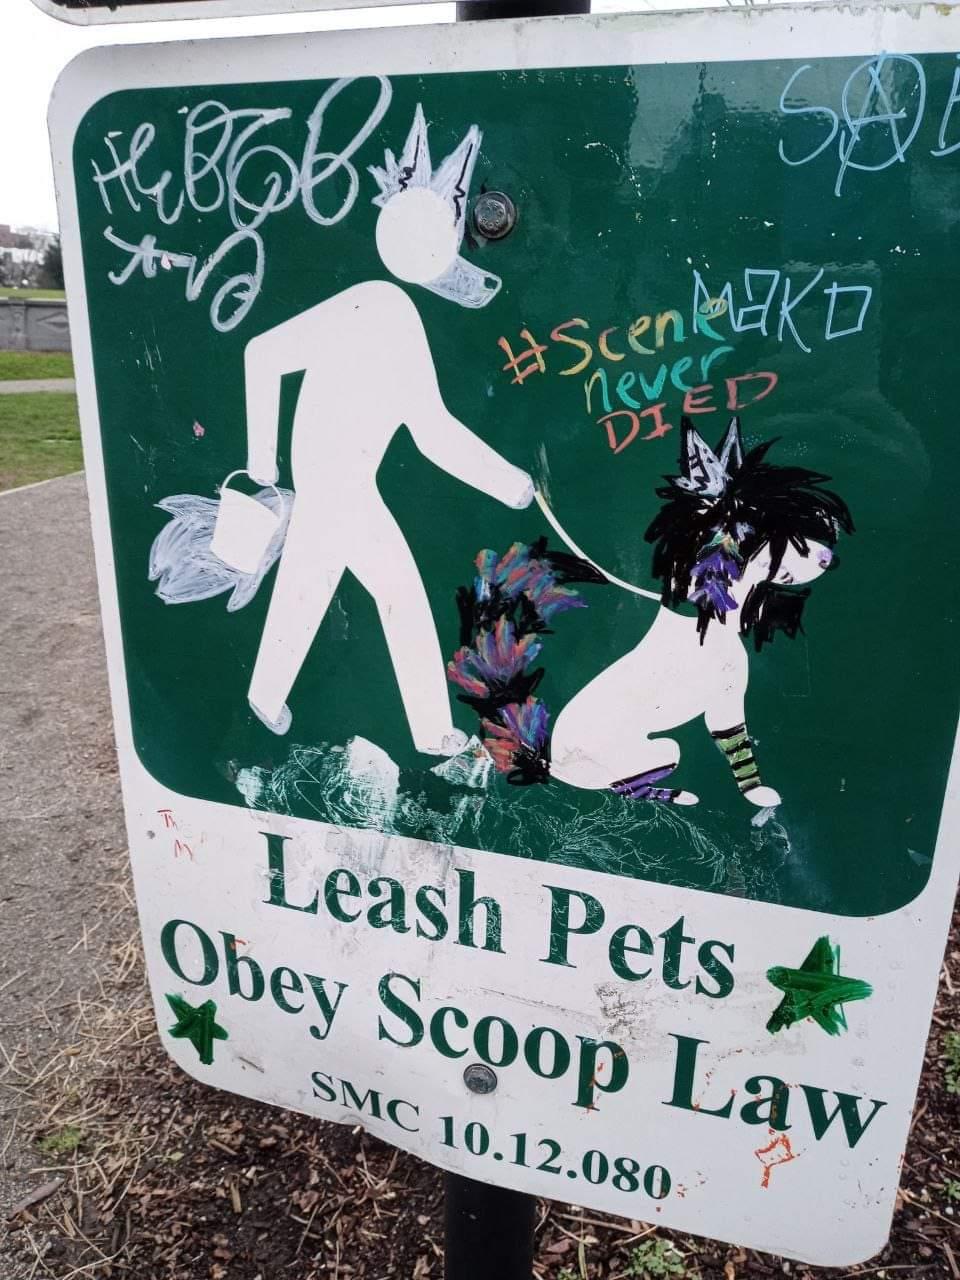 MaKO
#Scene
never
DIED
Leash Pets
Obey Scoop Law
SMC 10.12.080